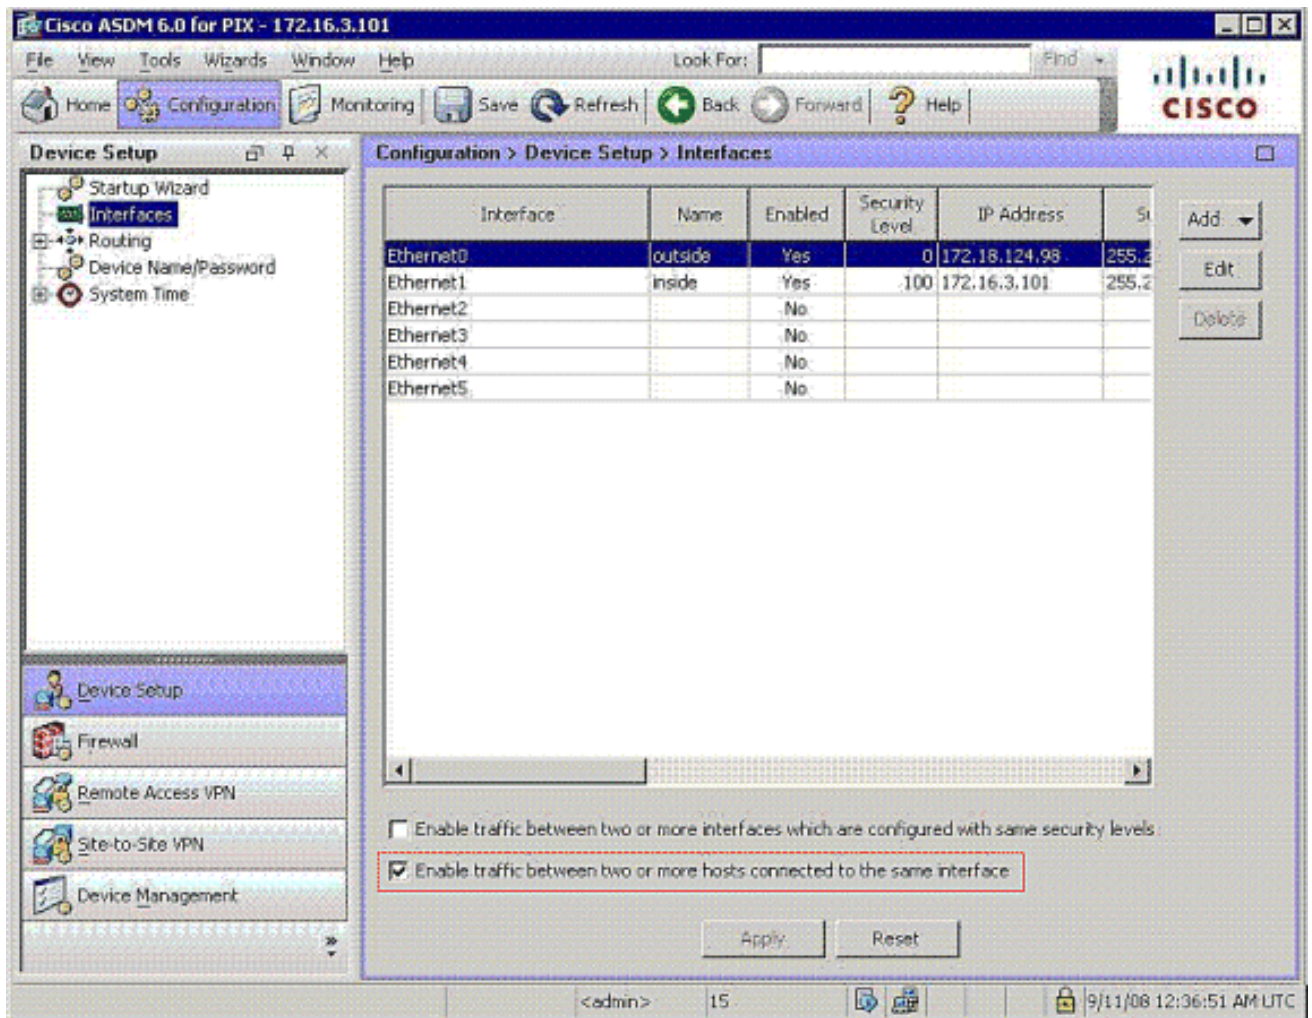 Cisco ASDM 6.0 for PIX - 172.16.3.101
File View Tools Wizards Window Help Look For: Find
Home Configuration Monitoring Save Refresh Back Forward Help
CISCO
Device Setup
Startup Wizard
Interfaces
Routing
Device Name/Password
System Time
Device Setup
Firewall
Remote Access VPN
Site-to-Site VPN
Device Management
Configuration > Device Setup > Interfaces
Interface Name Enabled Security Level IP Address
Ethernet0 outside Yes 0 172.18.124.98 255.2
Ethernet1 inside Yes 100 172.16.3.101 255.2
Ethernet2 No
Ethernet3 No
Ethernet4 No
Ethernet5 No
Add
Edit
Delete
Enable traffic between two or more interfaces which are configured with same security levels
Enable traffic between two or more hosts connected to the same interface
Apply Reset
<admin> 15 9/11/08 12:36:51 AM UTC